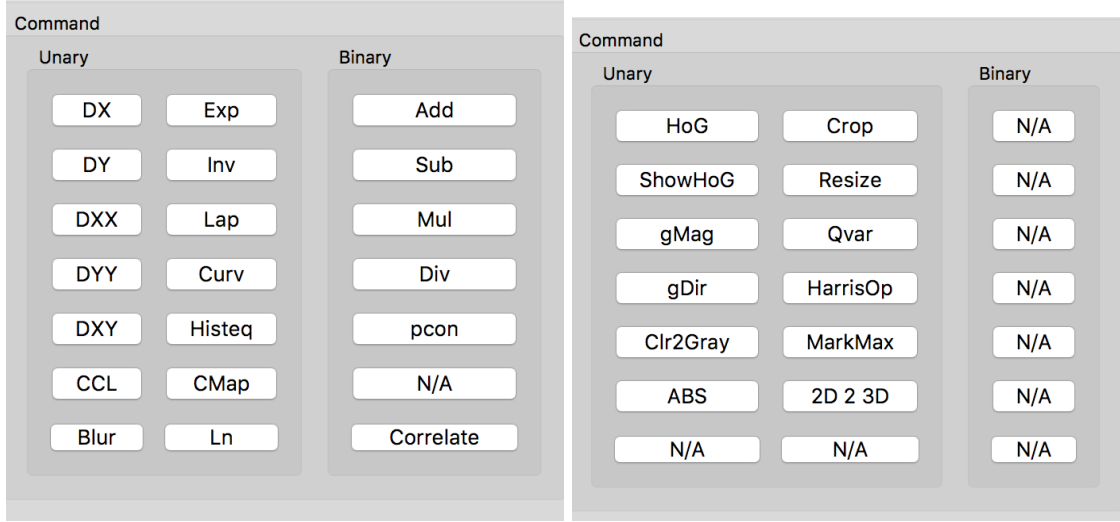 Command
Unary
Binary
DX Exp Add
DY Inv Sub
DXX Lap Mul
DYY Curv Div
DXY Histeq pcon
CCL CMap N/A
Blur Ln Correlate
Command
Unary
Binary
HoG Crop N/A
ShowHoG Resize N/A
gMag Qvar N/A
gDir HarrisOp N/A
Clr2Gray MarkMax N/A
ABS 2D 2 3D N/A
N/A N/A N/A